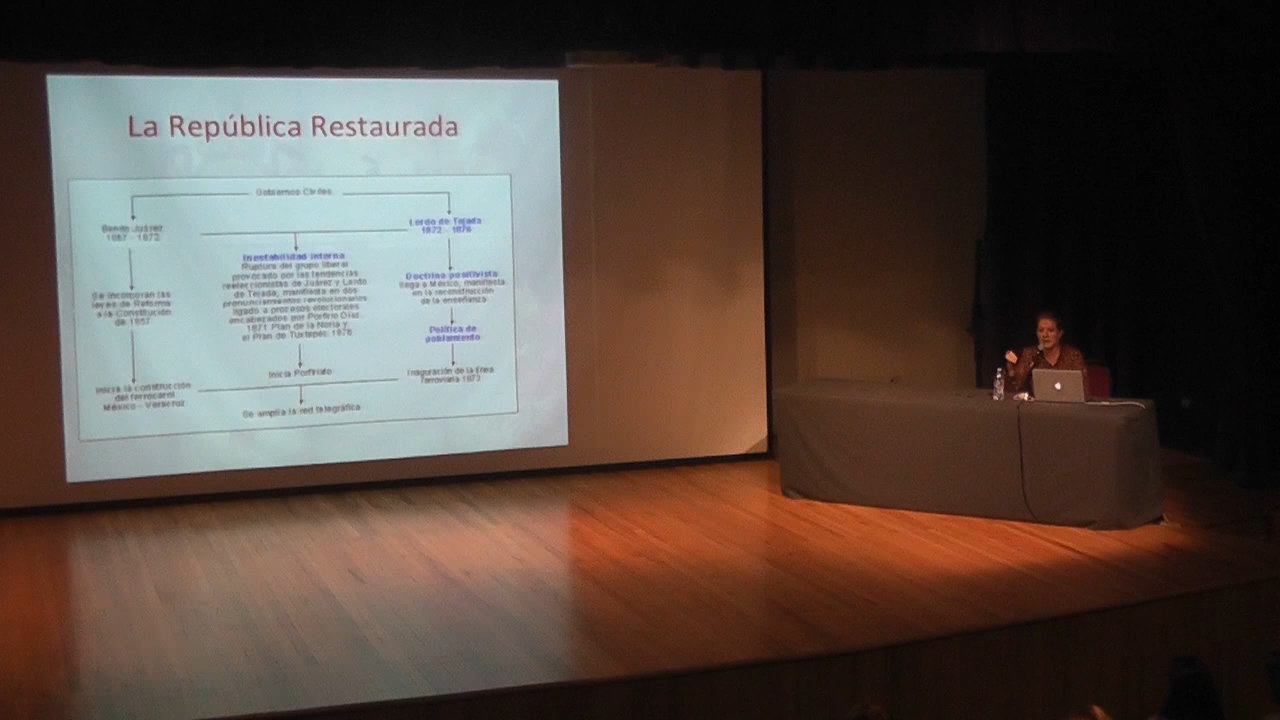 La República Restaurada
Gobiernos Civiles
Benito Juárez
1867 - 1872
Lerdo de Tejada
1872 - 1876
Inestabilidad interna
Ruptura del grupo liberal
provocado por las tendencias
reeleccionistas de Juárez y Lerdo
de Tejada, manifiesta en dos
pronunciamientos revolucionarios
ligado a procesos electorales
encabezados por Porfirio Díaz
1871 Plan de la Noria y
el Plan de Tuxtepec 1876
Doctrina positivista
llega a México, manifiesta
en la reconstrucción
de la enseñanza
Se incorporan las
leyes de Reforma
a la Constitución
de 1857
Política de
poblamiento
Inicia Porfiriato
Inauguración de la línea
ferroviaria 1873
Inicia la construcción
del ferrocarril
México - Veracruz
Se amplía la red telegráfica